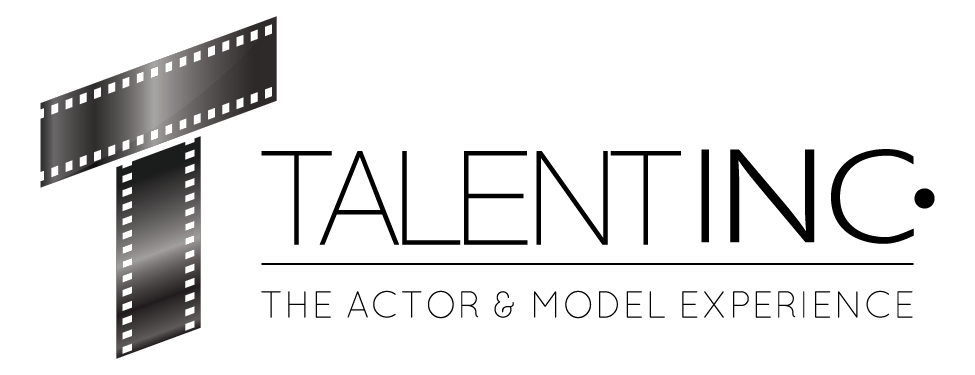 TALENT INC.
THE ACTOR & MODEL EXPERIENCE